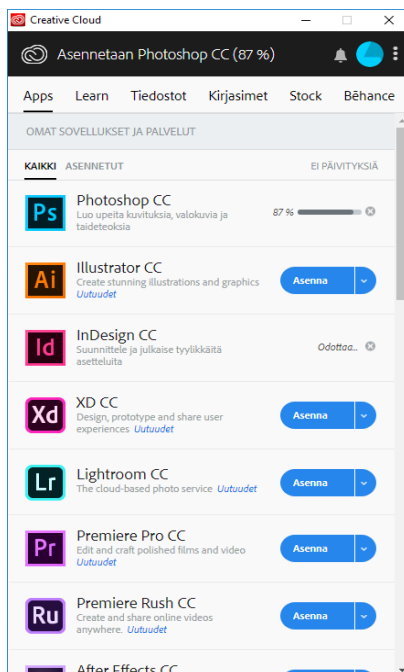 Creative Cloud
Asennetaan Photoshop CC (87 %)
Apps Learn Tiedostot Kirjasimet Stock Bēhance
OMAT SOVELLUKSET JA PALVELUT
KAIKKI ASENNETUT EI PÄIVITYKSIÄ
Ps
Photoshop CC
Luo upeita kuvituksia, valokuvia ja
taideteoksia
87 %
Ai
Illustrator CC
Create stunning illustrations and graphics
Uutuudet
Asenna
Id
InDesign CC
Suunnittele ja julkaise tyylikkäitä
asetteluita
Odottaa...
Xd
XD CC
Design, prototype and share user
experiences Uutuudet
Asenna
Lr
Lightroom CC
The cloud-based photo service Uutuudet
Asenna
Pr
Premiere Pro CC
Edit and craft polished films and video
Uutuudet
Asenna
Ru
Premiere Rush CC
Create and share online videos
anywhere. Uutuudet
Asenna
After Effects CC